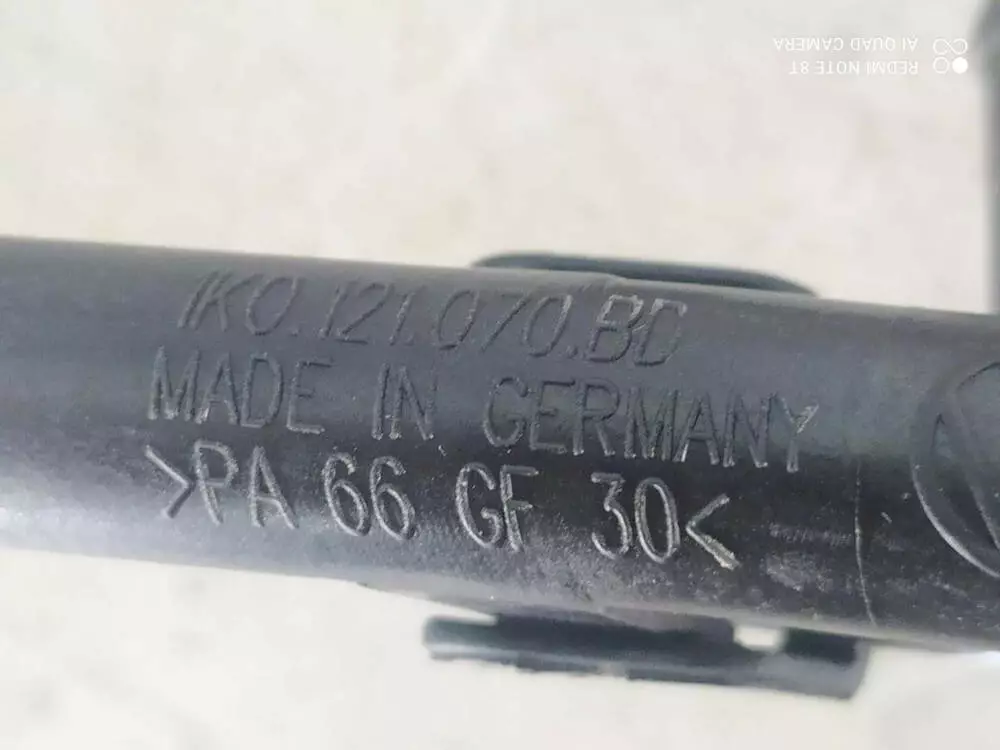 REDMI NOTE 8T
AI QUAD CAMERA
1K0.121.070.BD
MADE IN GERMANY
>PA 66 GF 30<